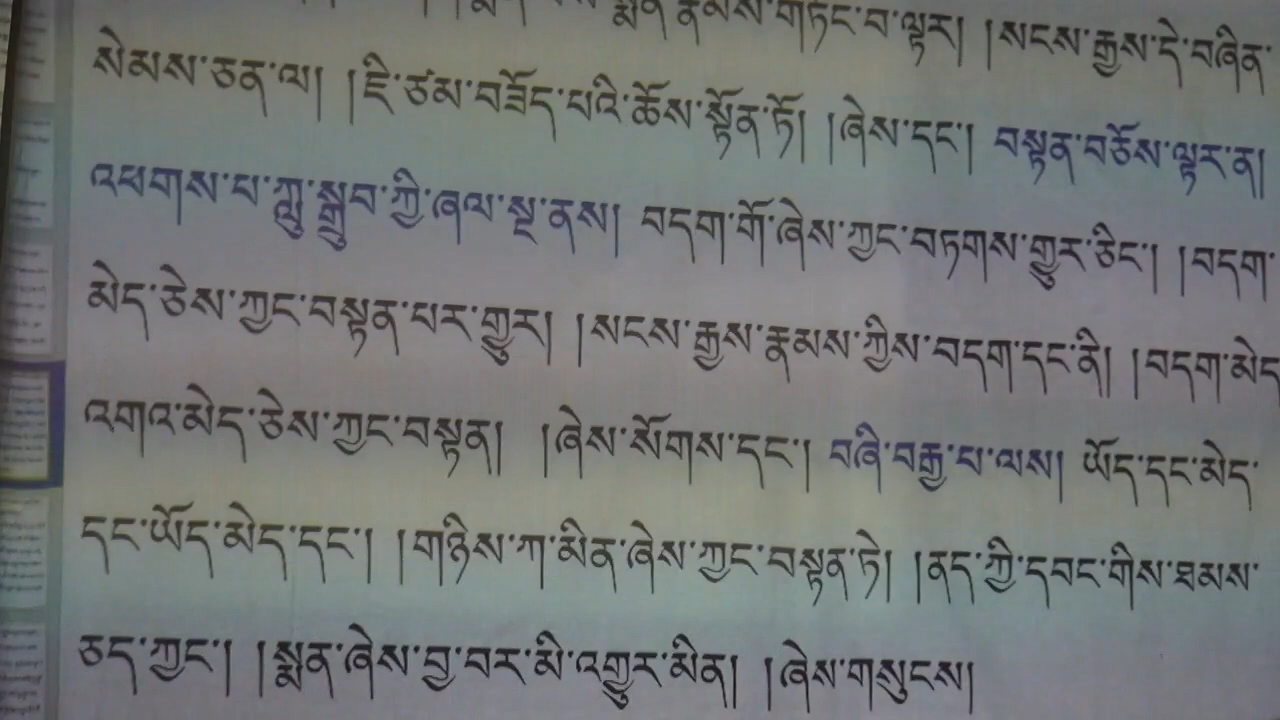 སྨན་རྣམས་གཏོང་བ་ལྟར། །སངས་རྒྱས་དེ་བཞིན་
སེམས་ཅན་ལ། །ཇི་ཙམ་བཟོད་པའི་ཆོས་སྟོན་ཏོ། །ཞེས་དང་། བསྟན་བཅོས་ལྟར་ན།
འཕགས་པ་ཀླུ་སྒྲུབ་ཀྱི་ཞལ་སྔ་ནས། བདག་གོ་ཞེས་ཀྱང་བཏགས་གྱུར་ཅིང་། །བདག་
མེད་ཅེས་ཀྱང་བསྟན་པར་གྱུར། །སངས་རྒྱས་རྣམས་ཀྱིས་བདག་དང་ནི། །བདག་མེད་
འགའ་མེད་ཅེས་ཀྱང་བསྟན། །ཞེས་སོགས་དང་། བཞི་བརྒྱ་པ་ལས། ཡོད་དང་མེད་
དང་ཡོད་མེད་དང་། །གཉིས་ཀ་མིན་ཞེས་ཀྱང་བསྟན་ཏེ། །ནད་ཀྱི་དབང་གིས་ཐམས་
ཅད་ཀྱང་། །སྨན་ཞེས་བྱ་བར་མི་འགྱུར་མིན། །ཞེས་གསུངས།